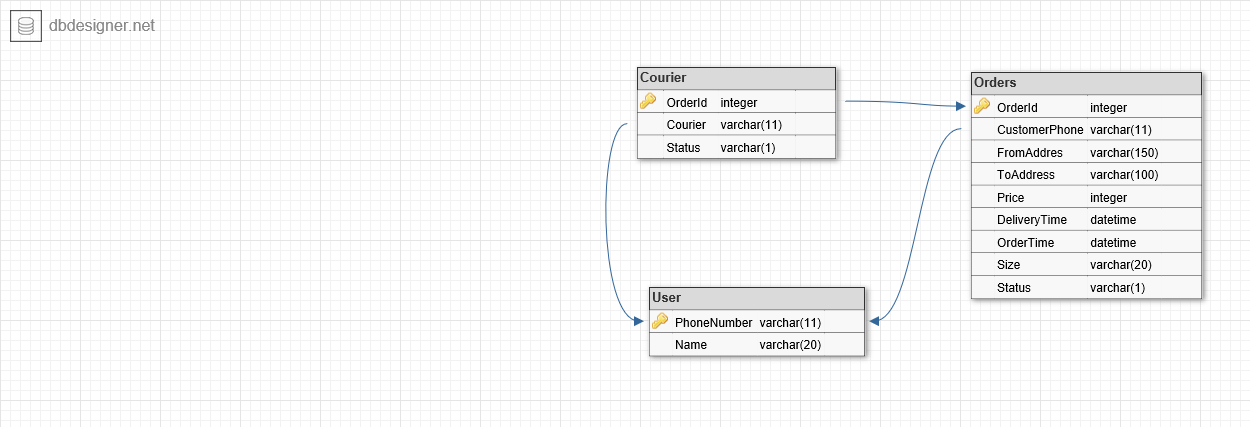 dbdesigner.net
Courier
OrderId integer
Courier varchar(11)
Status varchar(1)
Orders
OrderId integer
CustomerPhone varchar(11)
FromAddres varchar(150)
ToAddress varchar(100)
Price integer
DeliveryTime datetime
OrderTime datetime
Size varchar(20)
Status varchar(1)
User
PhoneNumber varchar(11)
Name varchar(20)